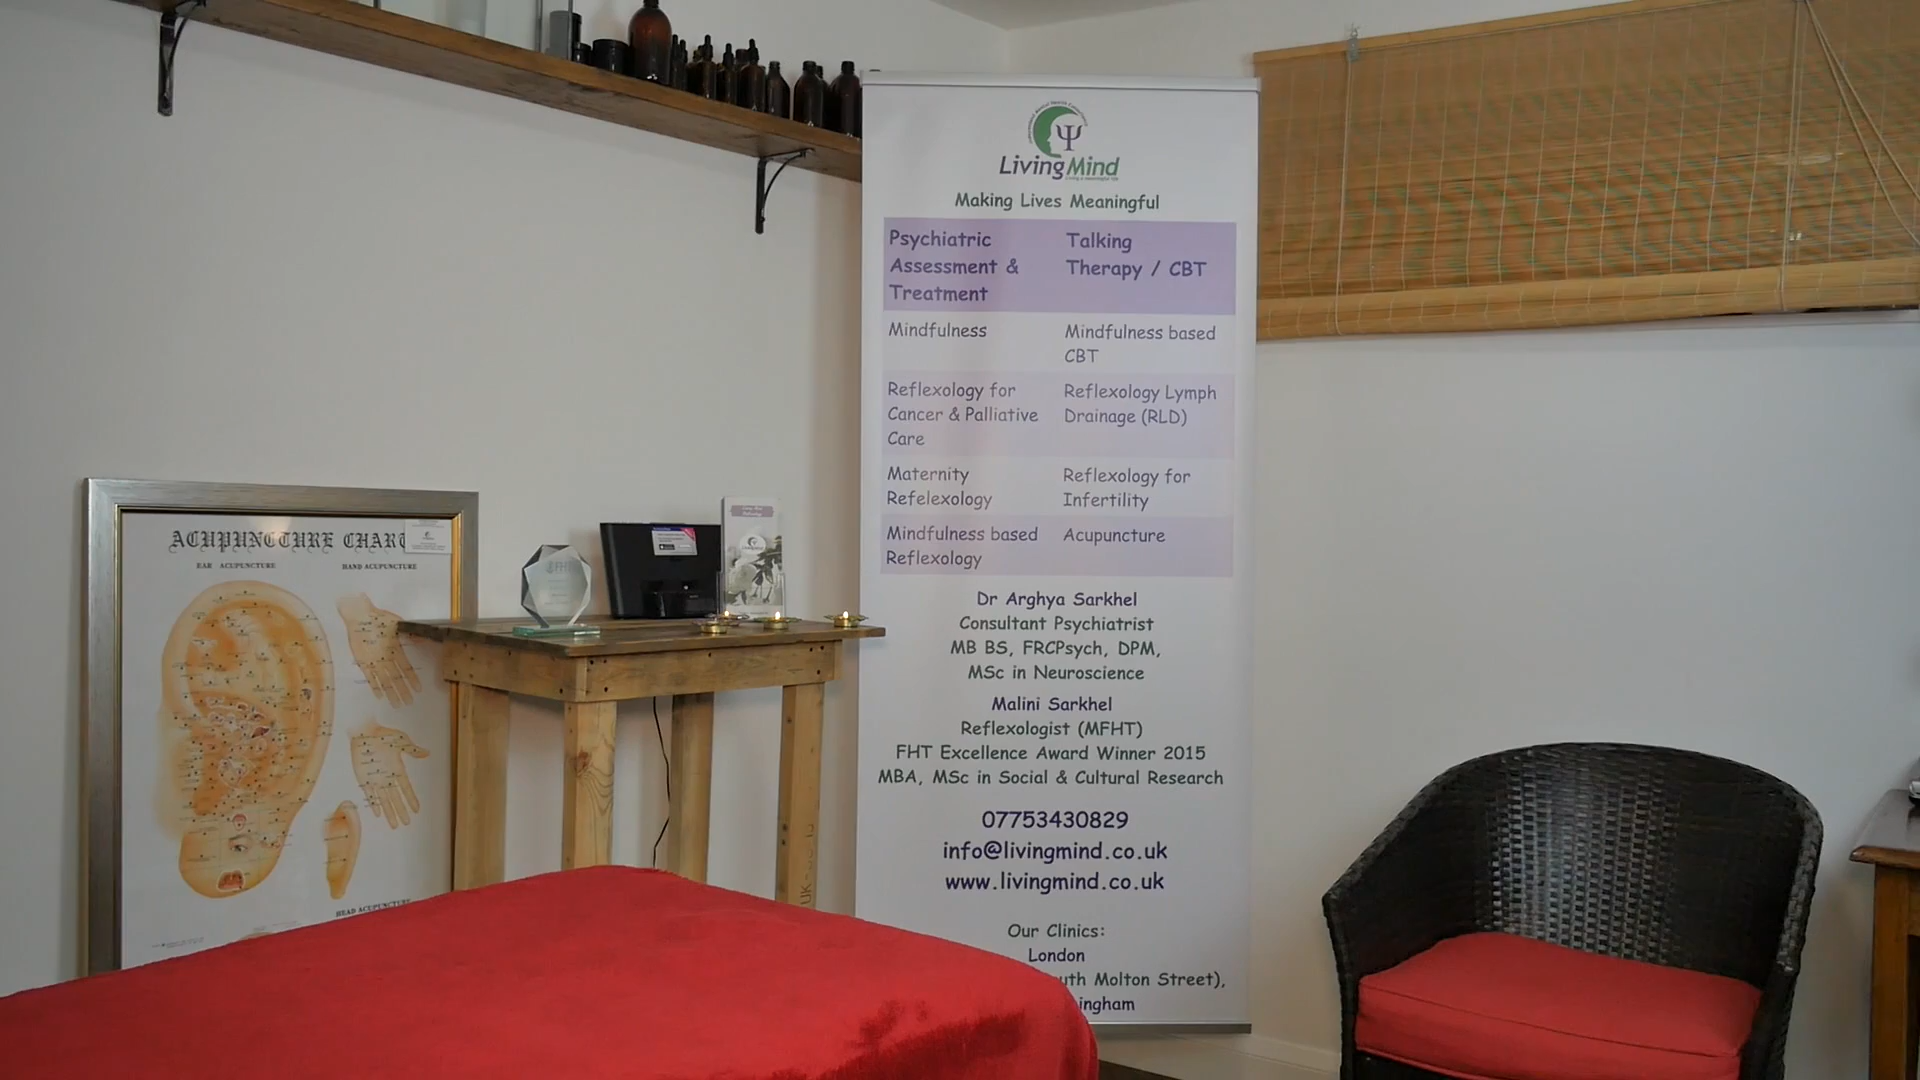 LivingMind
Making Lives Meaningful
Psychiatric
Assessment &
Treatment
Talking
Therapy / CBT
Mindfulness
Mindfulness based
CBT
Reflexology for
Cancer & Palliative
Care
Reflexology Lymph
Drainage (RLD)
Maternity
Refelexology
Reflexology for
Infertility
Mindfulness based
Reflexology
Acupuncture
Dr Arghya Sarkhel
Consultant Psychiatrist
MB BS, FRCPsych, DPM,
MSc in Neuroscience
Malini Sarkhel
Reflexologist (MFHT)
FHT Excellence Award Winner 2015
MBA, MSc in Social & Cultural Research
07753430829
info@livingmind.co.uk
www.livingmind.co.uk
Our Clinics:
London
uth Molton Street),
ingham
ACUPUNCTURE CHART
EAR ACUPUNCTURE
HAND ACUPUNCTURE
HEAD ACUPUNCTURE
FHT